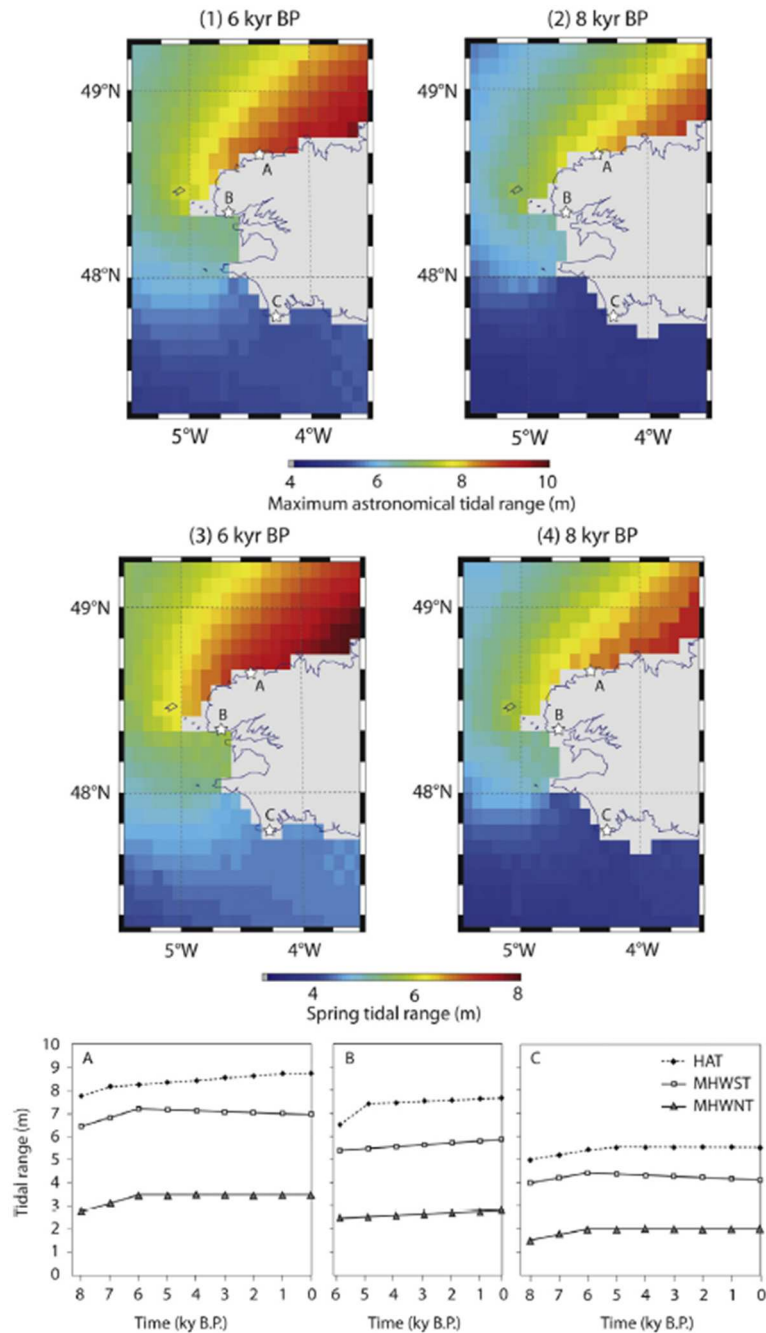 (1) 6 kyr BP
(2) 8 kyr BP
49°N
A
A
B
B
48°N
C
C
5°W 4°W 5°W 4°W
4 6 8 10
Maximum astronomical tidal range (m)
(3) 6 kyr BP
(4) 8 kyr BP
49°N
A
A
B
B
48°N
C
C
5°W 4°W 5°W 4°W
4 6 8
Spring tidal range (m)
Tidal range (m)
10
9
8
7
6
5
4
3
2
1
0
A
B
C
HAT
MHWST
MHWNT
8 7 6 5 4 3 2 1 0
6 5 4 3 2 1 0
8 7 6 5 4 3 2 1 0
Time (ky B.P.)
Time (ky B.P.)
Time (ky B.P.)